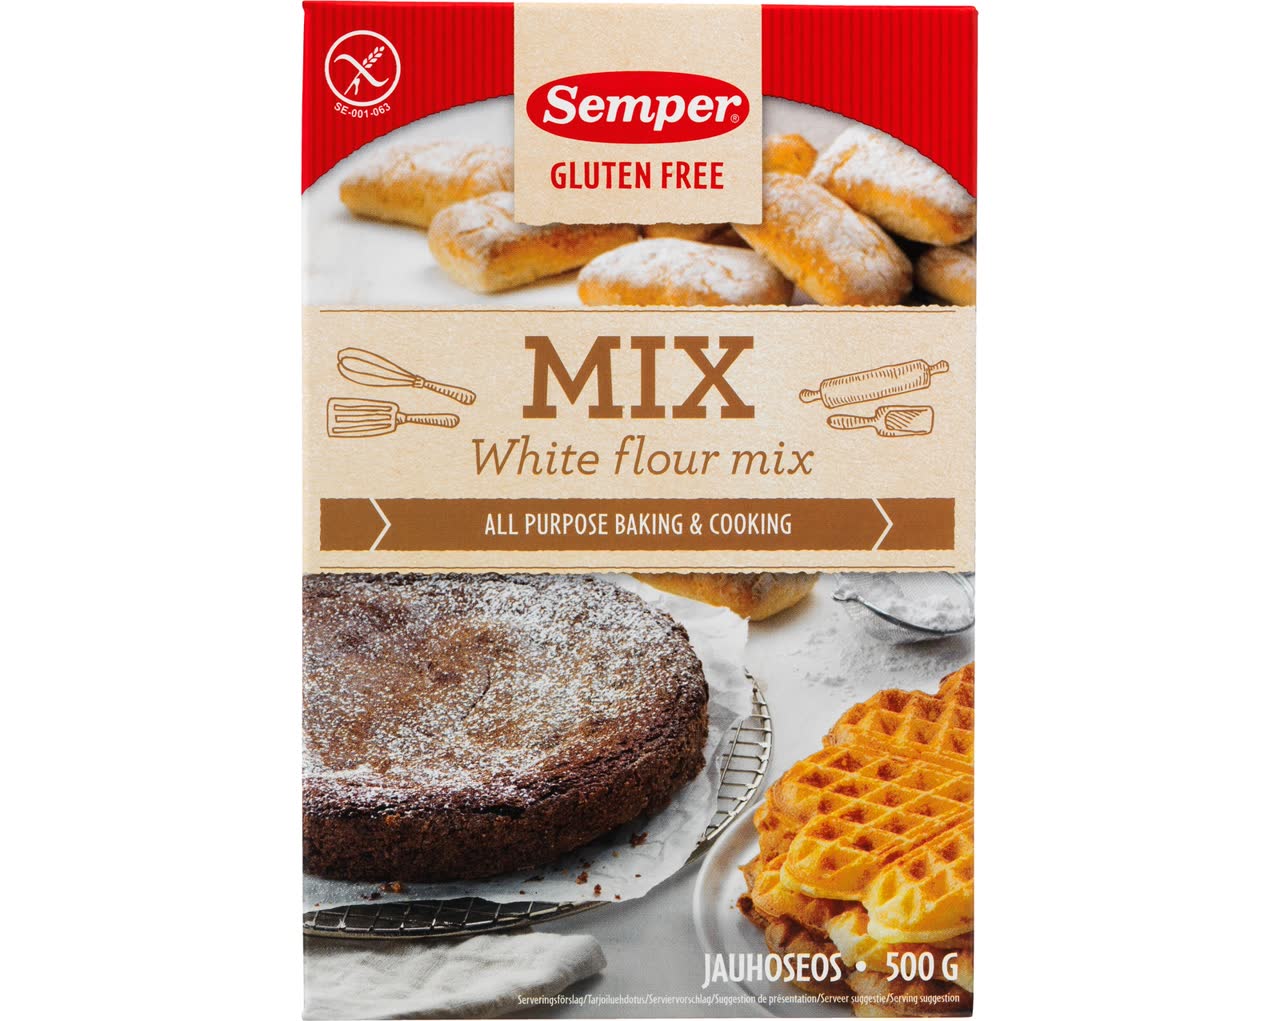 SE-001-063
Semper®
GLUTEN FREE
MIX
White flour mix
ALL PURPOSE BAKING & COOKING
JAUHOSEOS • 500 G
Serveringsförslag/Tarjoiluehdotus/Serviervorschlag/Suggestion de présentation/Serveer suggestie/Serving suggestion